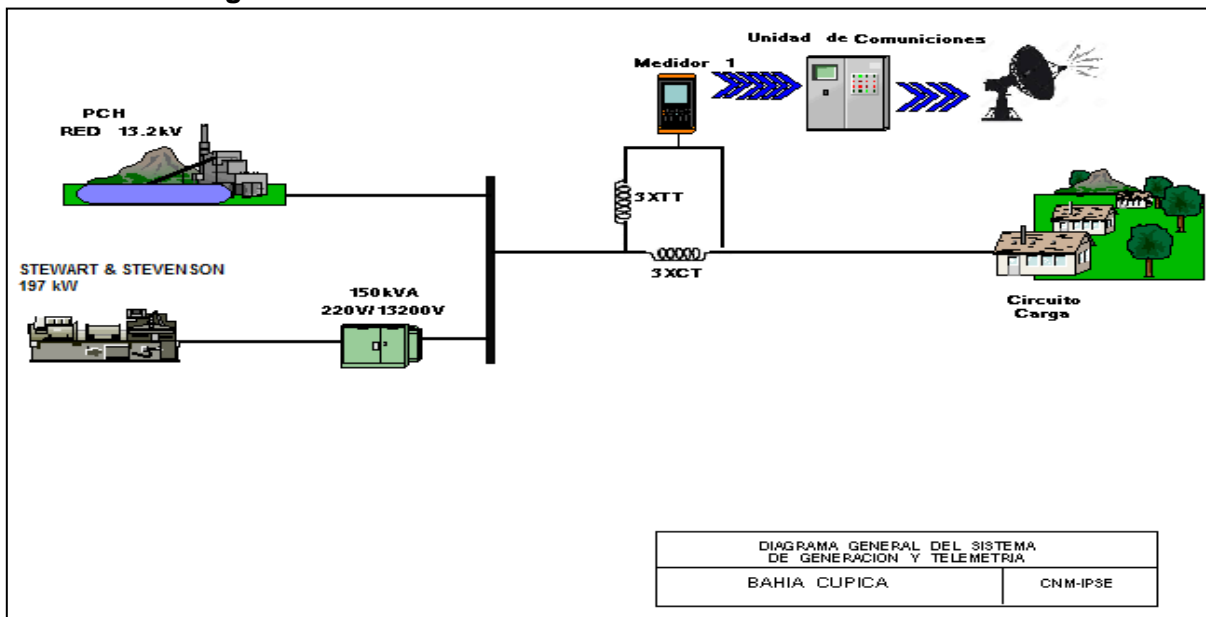 Unidad de Comuniciones
Medidor 1
PCH
RED 13.2kV
3XTT
STEWART & STEVENSON
197 kW
150kVA
220V/13200V
3XCT
Circuito
Carga
DIAGRAMA GENERAL DEL SISTEMA
DE GENERACION Y TELEMETRIA
BAHIA CUPICA
CNM-IPSE